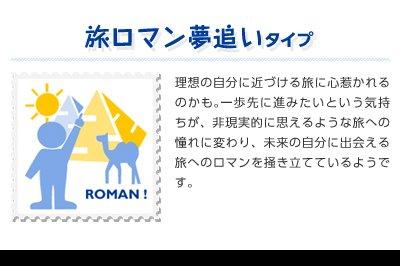 旅ロマン夢追いタイプ
理想の自分に近づける旅に心惹かれる
のかも。一歩先に進みたいという気持
ちが、非現実的に思えるような旅への
憧れに変わり、未来の自分に出会える
旅へのロマンを掻き立てているようで
す。
ROMAN!